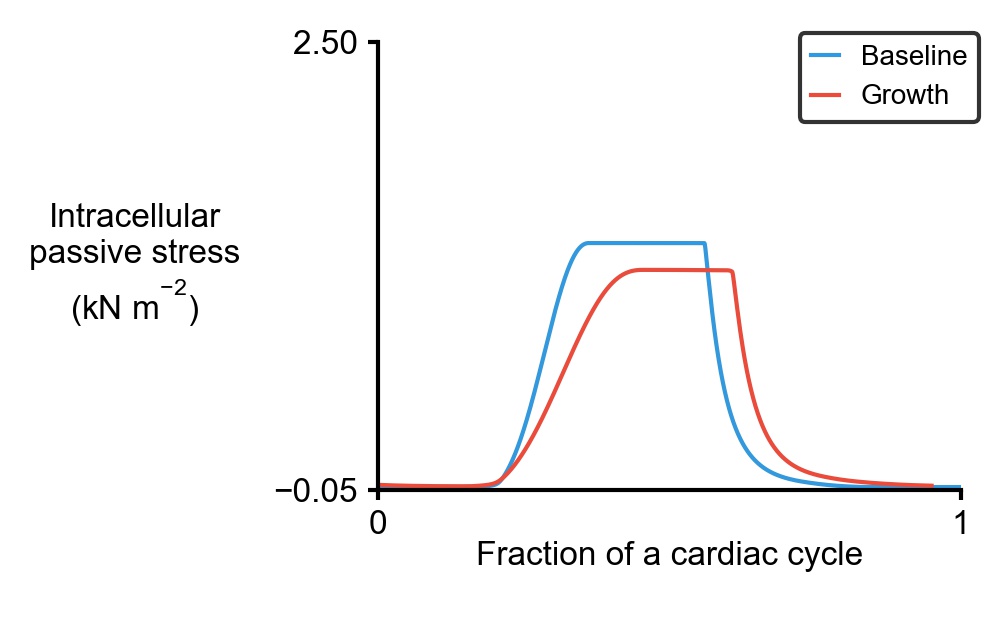 2.50
Baseline
Growth
Intracellular
passive stress
(kN m⁻²)
−0.05
0
1
Fraction of a cardiac cycle